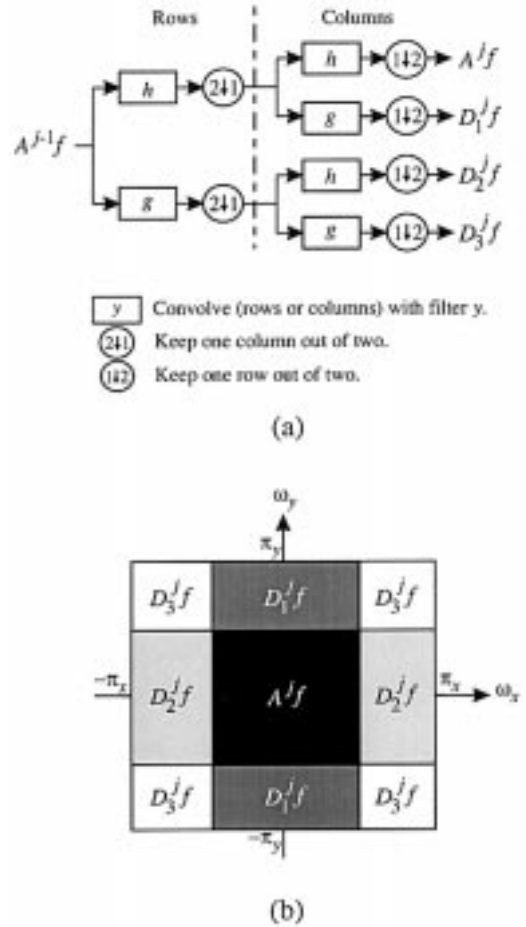 Rows Columns
h 2↓1 h 1↓2 A^j f
g 1↓2 D_1^j f
A^{j-1} f
h 1↓2 D_2^j f
g 2↓1 g 1↓2 D_3^j f
y Convolve (rows or columns) with filter y.
2↓1 Keep one column out of two.
1↓2 Keep one row out of two.
(a)
ω_y
π_y
D_3^j f D_1^j f D_3^j f
−π_x D_2^j f A^j f D_2^j f π_x
ω_x
D_3^j f D_1^j f D_3^j f
−π_y
(b)